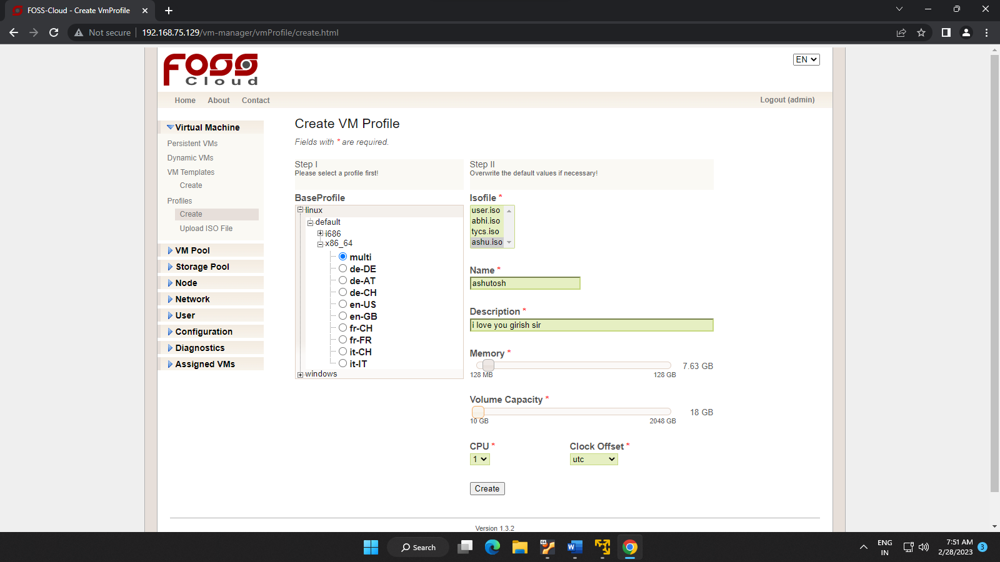 FOSS-Cloud - Create VmProfile
Not secure
192.168.75.129/vm-manager/vmProfile/create.html
FOSS
Cloud
EN
Home
About
Contact
Logout (admin)
Virtual Machine
Persistent VMs
Dynamic VMs
VM Templates
Create
Profiles
Create
Upload ISO File
VM Pool
Storage Pool
Node
Network
User
Configuration
Diagnostics
Assigned VMs
Create VM Profile
Fields with * are required.
Step I
Please select a profile first!
BaseProfile
linux
default
i686
x86_64
multi
de-DE
de-AT
de-CH
en-US
en-GB
fr-CH
fr-FR
it-CH
it-IT
windows
Step II
Overwrite the default values if necessary!
Isofile *
user.iso
abhi.iso
tycs.iso
ashu.iso
Name *
ashutosh
Description *
i love you girish sir
Memory *
7.63 GB
128 MB
128 GB
Volume Capacity *
18 GB
10 GB
2048 GB
CPU *
1
Clock Offset *
utc
Create
Version 1.3.2
Search
ENG
IN
7:51 AM
2/28/2023
3